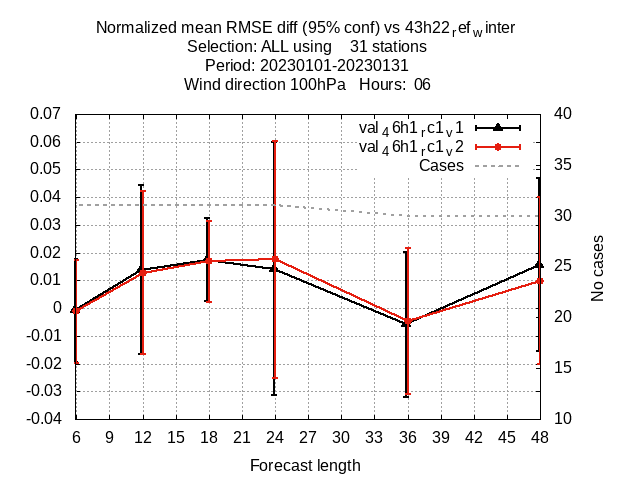 Normalized mean RMSE diff (95% conf) vs 43h22refwinter
Selection: ALL using 31 stations
Period: 20230101-20230131
Wind direction 100hPa Hours: 06
val46h1rc1v1
val46h1rc1v2
Cases
0.07
0.06
0.05
0.04
0.03
0.02
0.01
0
-0.01
-0.02
-0.03
-0.04
40
35
30
25
20
15
10
No cases
6 9 12 15 18 21 24 27 30 33 36 39 42 45 48
Forecast length